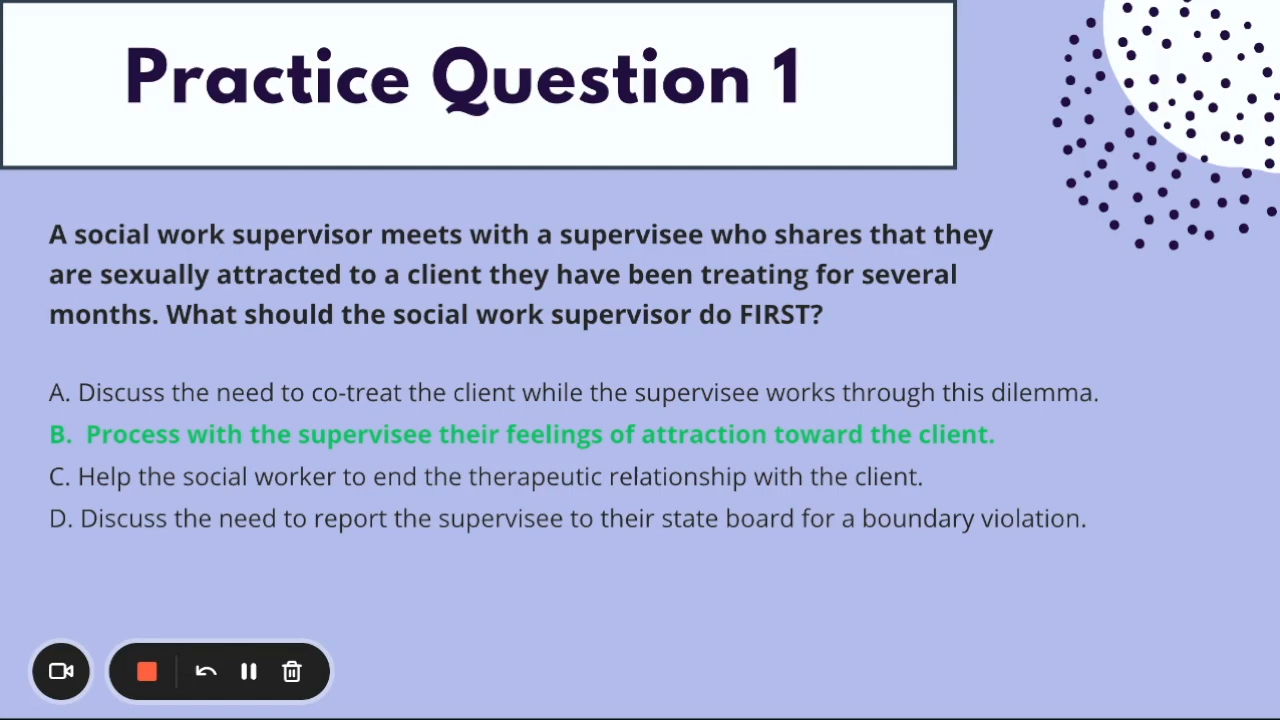 Practice Question 1
A social work supervisor meets with a supervisee who shares that they
are sexually attracted to a client they have been treating for several
months. What should the social work supervisor do FIRST?
A. Discuss the need to co-treat the client while the supervisee works through this dilemma.
B. Process with the supervisee their feelings of attraction toward the client.
C. Help the social worker to end the therapeutic relationship with the client.
D. Discuss the need to report the supervisee to their state board for a boundary violation.